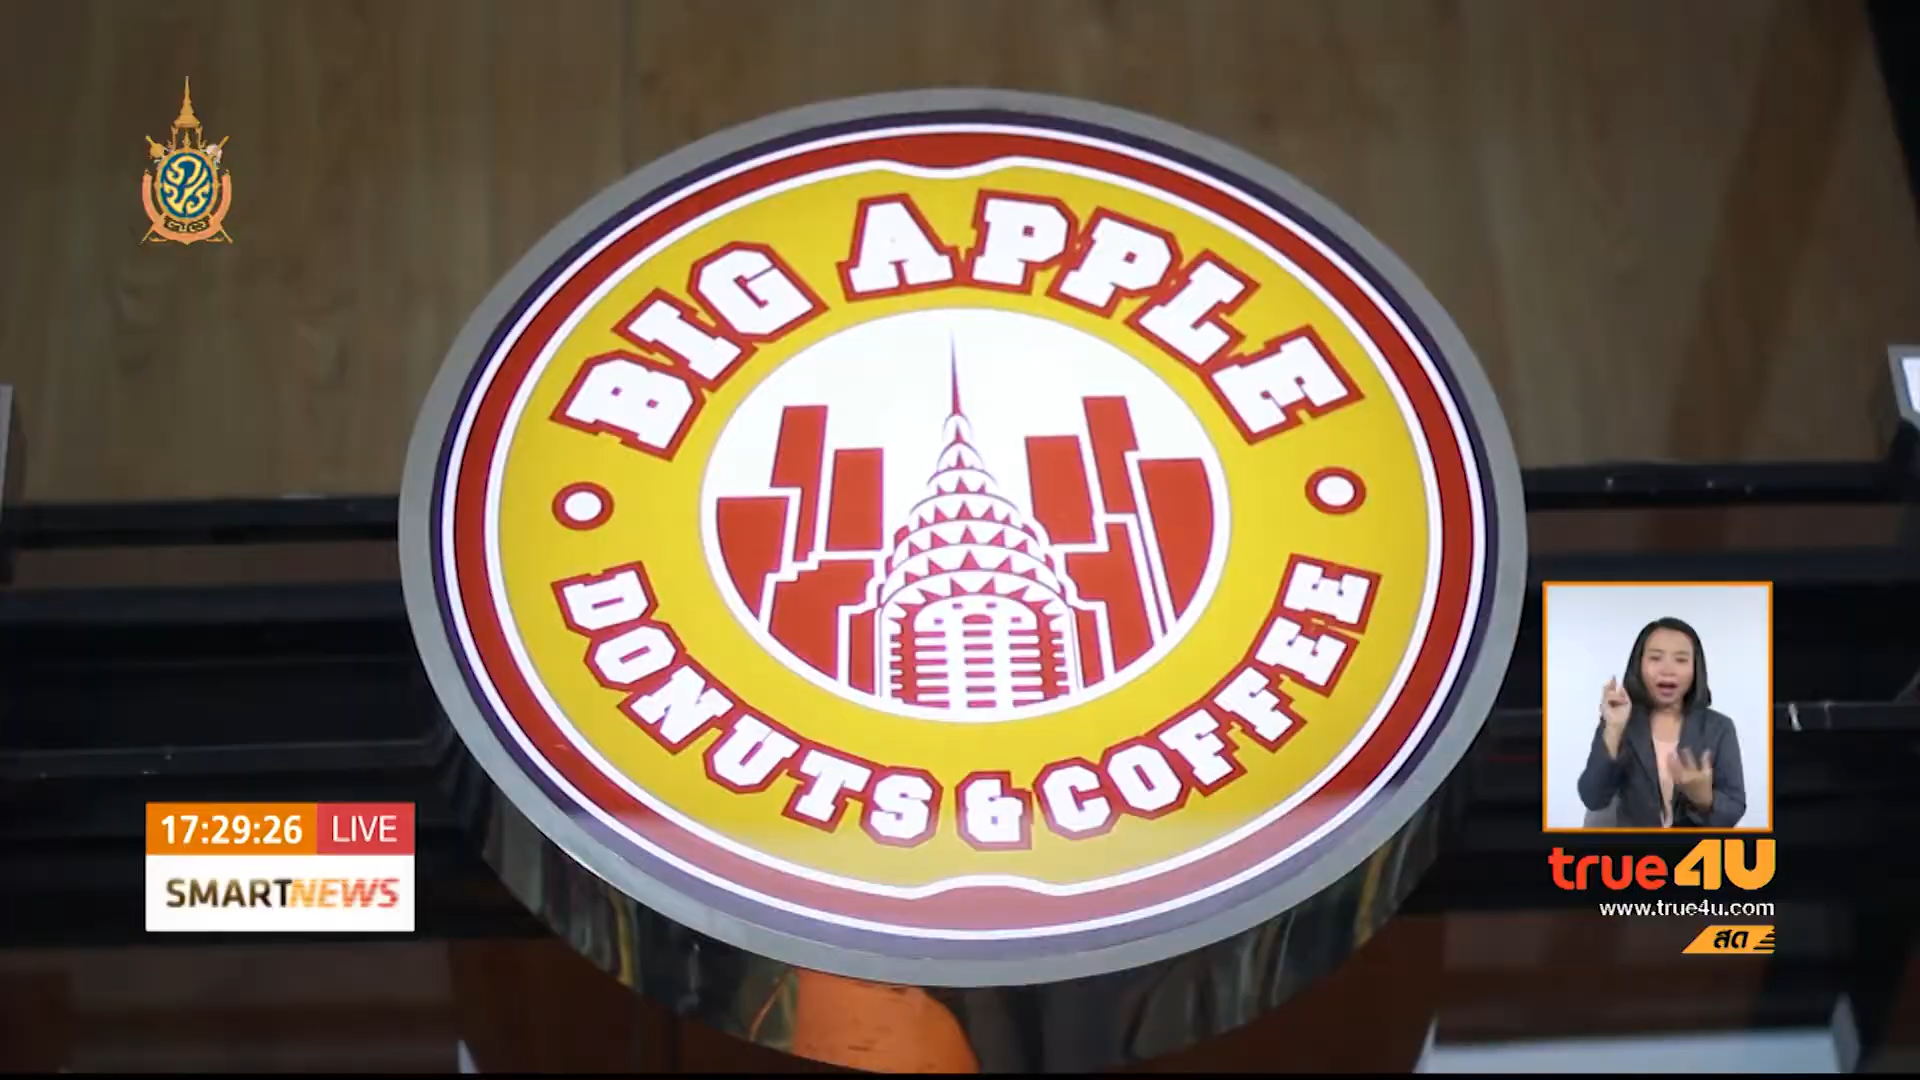 BIG APPLE
DONUTS & COFFEE
17:29:26 LIVE
SMARTNEWS
true4U
www.true4u.com
สด